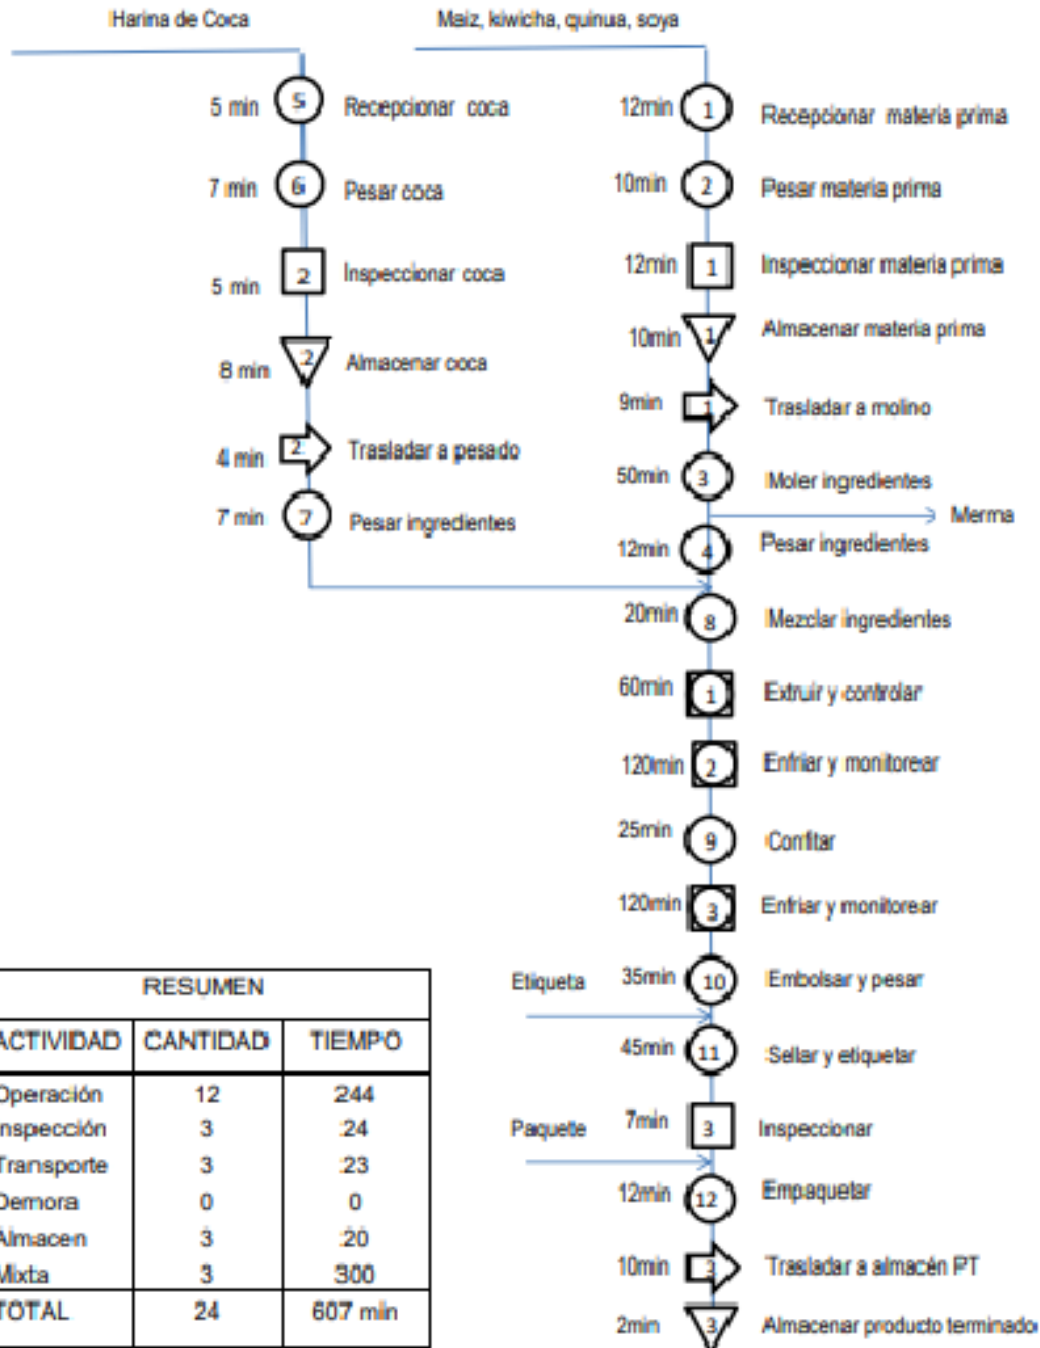 Harina de Coca
Maiz, kiwicha, quinua, soya
5 min 5 Recepcionar coca
7 min 6 Pesar coca
5 min 2 Inspeccionar coca
8 min 2 Almacenar coca
4 min 2 Trasladar a pesado
7 min 7 Pesar ingredientes
12min 1 Recepcionar materia prima
10min 2 Pesar materia prima
12min 1 Inspeccionar materia prima
10min 1 Almacenar materia prima
9min 1 Trasladar a molino
50min 3 Moler ingredientes
Merma
12min 4 Pesar ingredientes
20min 8 Mezclar ingredientes
60min 1 Extruir y controlar
120min 2 Enfriar y monitorear
25min 9 Confitar
120min 3 Enfriar y monitorear
35min 10 Embolsar y pesar
Etiqueta
45min 11 Sellar y etiquetar
7min 3 Inspeccionar
Paquete
12min 12 Empaquetar
10min 3 Trasladar a almacén PT
2min 3 Almacenar producto terminado
RESUMEN
ACTIVIDAD CANTIDAD TIEMPO
Operación 12 244
Inspección 3 24
Transporte 3 23
Demora 0 0
Almacen 3 20
Mixta 3 300
TOTAL 24 607 min